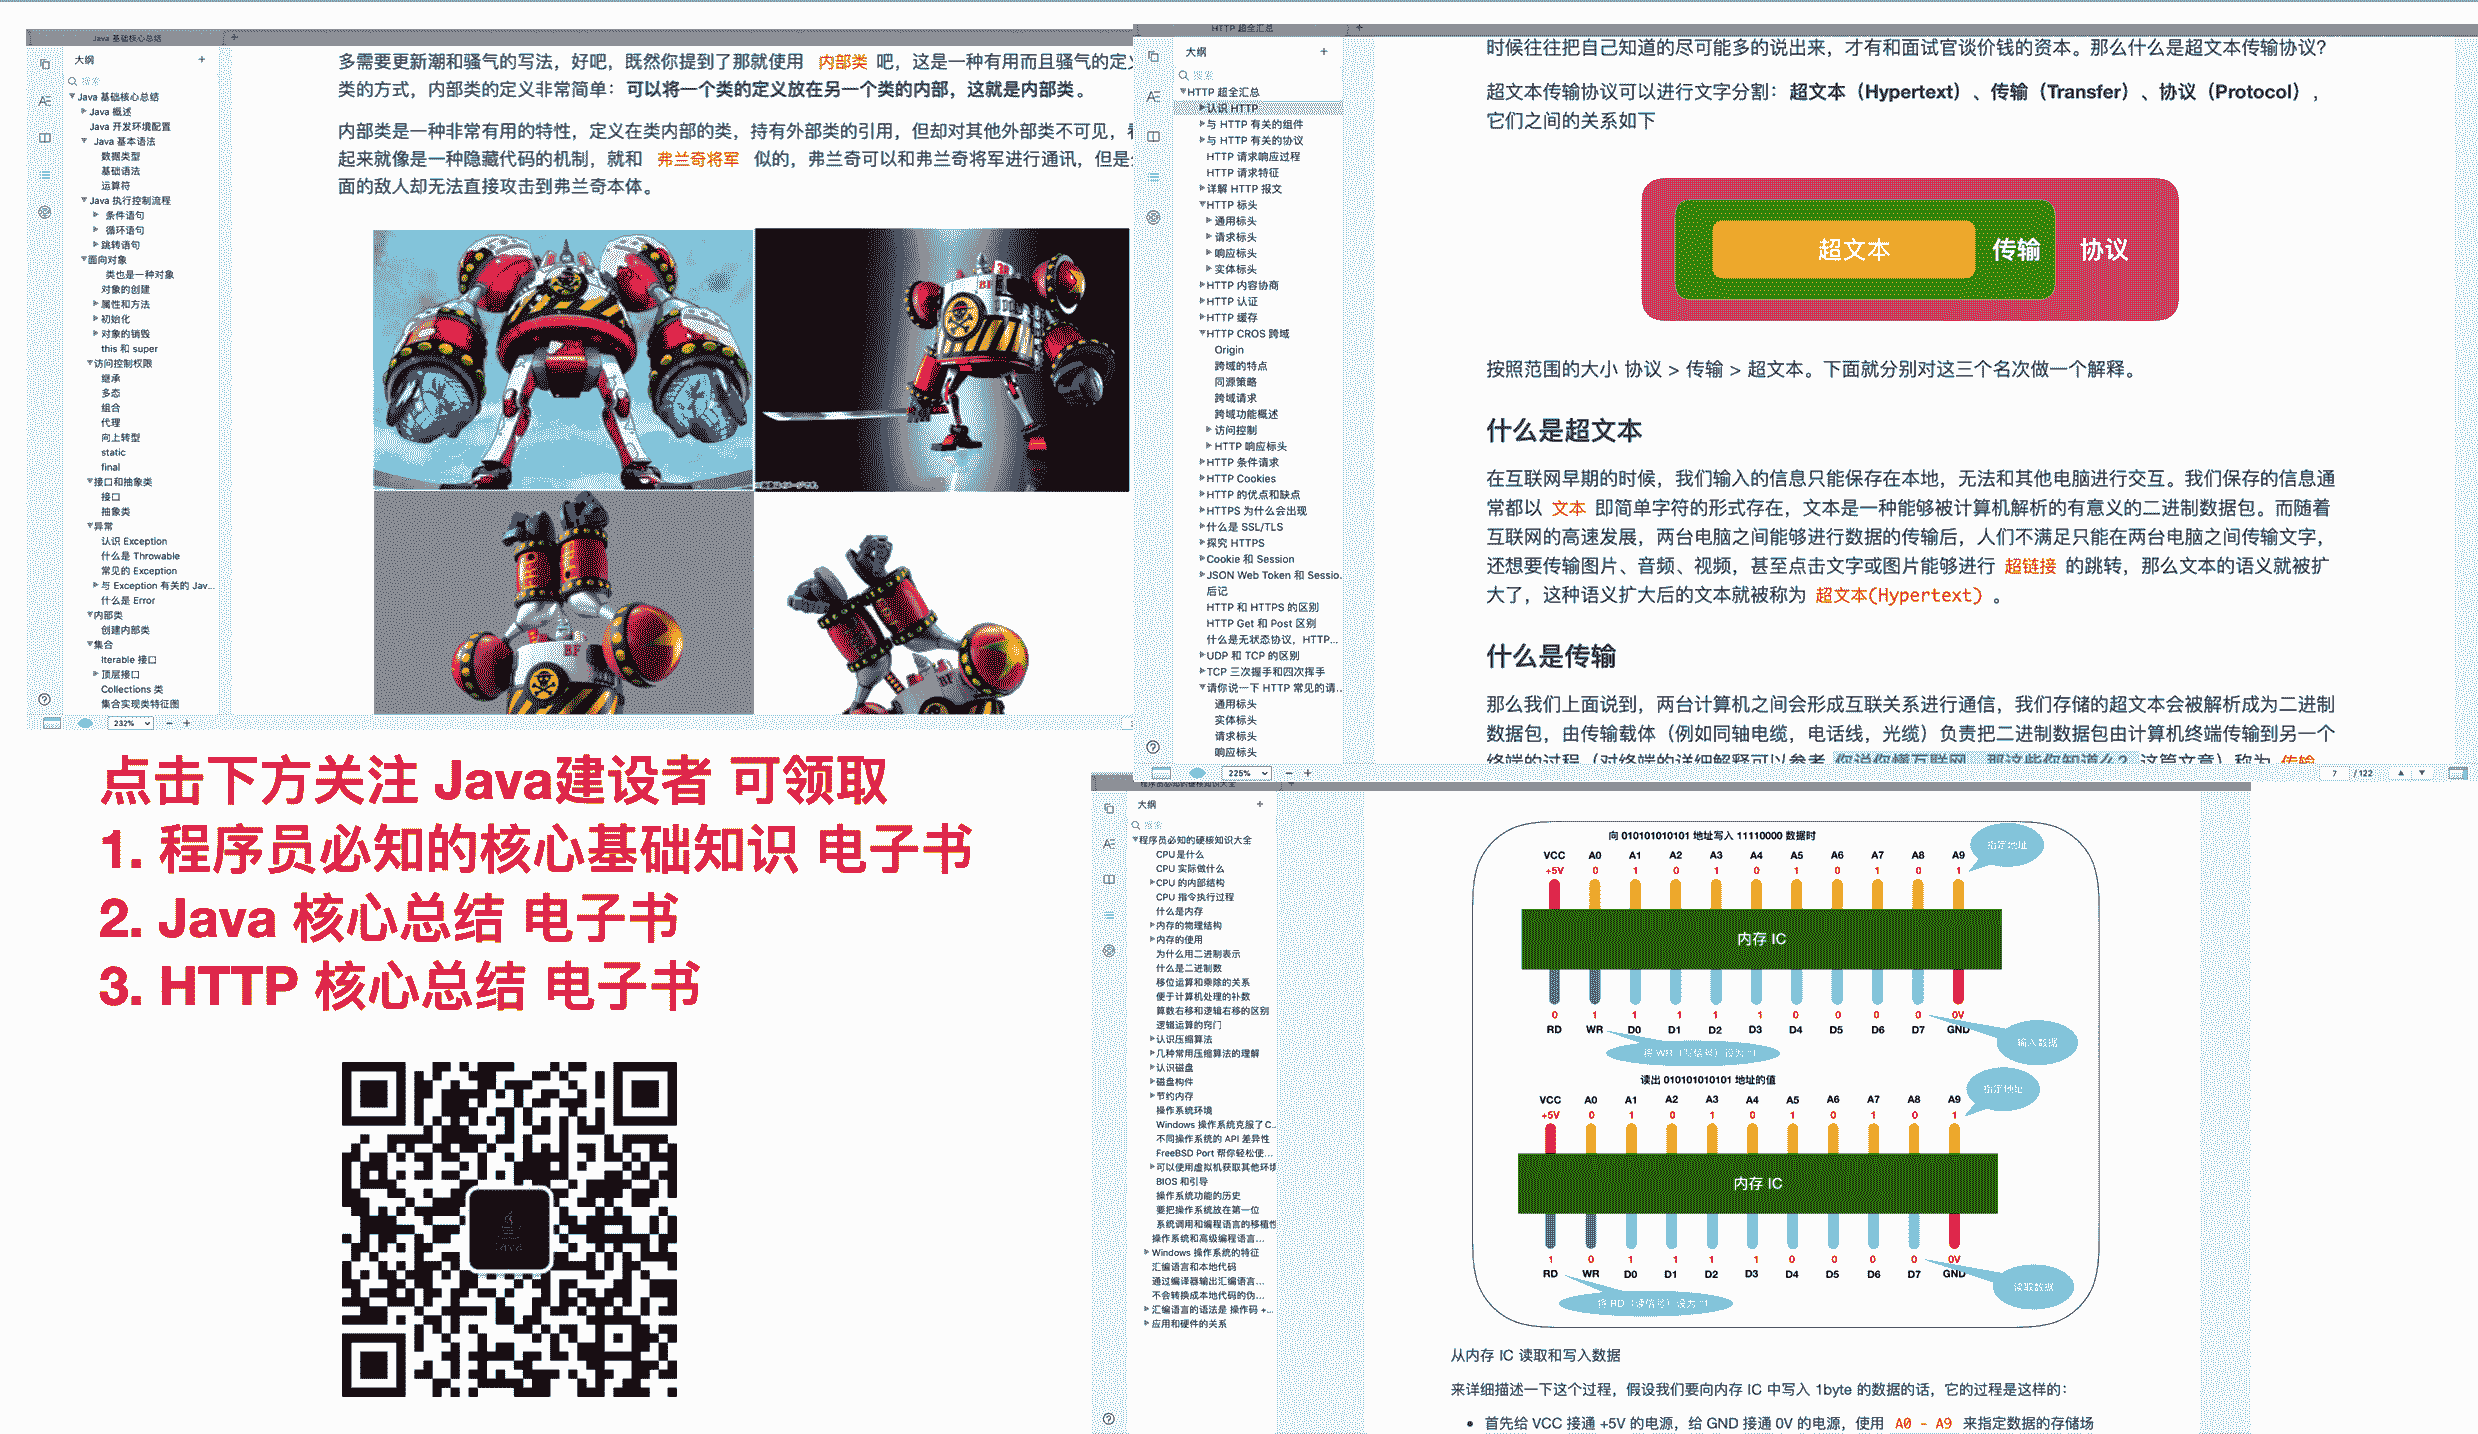 Java 基础核心总结
大纲
搜索
Java 基础核心总结
Java 概述
Java 开发环境配置
Java 基本语法
数据类型
基础语法
运算符
Java 执行控制流程
条件语句
循环语句
跳转语句
面向对象
类也是一种对象
对象的创建
属性和方法
初始化
对象的销毁
this 和 super
访问控制权限
继承
多态
组合
代理
向上转型
static
final
接口和抽象类
接口
抽象类
异常
认识 Exception
什么是 Throwable
常见的 Exception
与 Exception 有关的 Jav...
什么是 Error
内部类
创建内部类
集合
Iterable 接口
顶层接口
Collections 类
集合实现类特征图
232%
多需要更新潮和骚气的写法，好吧，既然你提到了那就使用 内部类 吧，这是一种有用而且骚气的定义
类的方式，内部类的定义非常简单：可以将一个类的定义放在另一个类的内部，这就是内部类。
内部类是一种非常有用的特性，定义在类内部的类，持有外部类的引用，但却对其他外部类不可见，看
起来就像是一种隐藏代码的机制，就和 弗兰奇将军 似的，弗兰奇可以和弗兰奇将军进行通讯，但是
面的敌人却无法直接攻击到弗兰奇本体。
BF
BF
BF
HTTP 超全汇总
大纲
搜索
HTTP 超全汇总
认识 HTTP
与 HTTP 有关的组件
与 HTTP 有关的协议
HTTP 请求响应过程
HTTP 请求特征
详解 HTTP 报文
HTTP 标头
通用标头
请求标头
响应标头
实体标头
HTTP 内容协商
HTTP 认证
HTTP 缓存
HTTP CROS 跨域
Origin
跨域的特点
同源策略
跨域请求
跨域功能概述
访问控制
HTTP 响应标头
HTTP 条件请求
HTTP Cookies
HTTP 的优点和缺点
HTTPS 为什么会出现
什么是 SSL/TLS
探究 HTTPS
Cookie 和 Session
JSON Web Token 和 Sessio.
后记
HTTP 和 HTTPS 的区别
HTTP Get 和 Post 区别
什么是无状态协议，HTTP...
UDP 和 TCP 的区别
TCP 三次握手和四次挥手
请你说一下 HTTP 常见的请..
通用标头
实体标头
请求标头
响应标头
225%
时候往往把自己知道的尽可能多的说出来，才有和面试官谈价钱的资本。那么什么是超文本传输协议？
超文本传输协议可以进行文字分割：超文本（Hypertext）、传输（Transfer）、协议（Protocol），
它们之间的关系如下
超文本 传输 协议
按照范围的大小 协议 > 传输 > 超文本。下面就分别对这三个名次做一个解释。
什么是超文本
在互联网早期的时候，我们输入的信息只能保存在本地，无法和其他电脑进行交互。我们保存的信息通
常都以 文本 即简单字符的形式存在，文本是一种能够被计算机解析的有意义的二进制数据包。而随着
互联网的高速发展，两台电脑之间能够进行数据的传输后，人们不满足只能在两台电脑之间传输文字，
还想要传输图片、音频、视频，甚至点击文字或图片能够进行 超链接 的跳转，那么文本的语义就被扩
大了，这种语义扩大后的文本就被称为 超文本(Hypertext) 。
什么是传输
那么我们上面说到，两台计算机之间会形成互联关系进行通信，我们存储的超文本会被解析成为二进制
数据包，由传输载体（例如同轴电缆，电话线，光缆）负责把二进制数据包由计算机终端传输到另一个
终端的过程（对终端的详细解释可以参考 你说你懂互联网，那这些你知道么？ 这篇文章）称为 传输
7 /122
点击下方关注 Java建设者 可领取
1. 程序员必知的核心基础知识 电子书
2. Java 核心总结 电子书
3. HTTP 核心总结 电子书
Java
程序员必知的硬核知识大全
大纲
搜索
程序员必知的硬核知识大全
CPU 是什么
CPU 实际做什么
CPU 的内部结构
CPU 指令执行过程
什么是内存
内存的物理结构
内存的使用
为什么用二进制表示
什么是二进制数
移位运算和乘除的关系
便于计算机处理的补数
算数右移和逻辑右移的区别
逻辑运算的窍门
认识压缩算法
几种常用压缩算法的理解
认识磁盘
磁盘构件
节约内存
操作系统环境
Windows 操作系统克服了 C..
不同操作系统的 API 差异性
FreeBSD Port 帮你轻松使...
可以使用虚拟机获取其他环境
BIOS 和引导
操作系统功能的历史
要把操作系统放在第一位
系统调用和编程语言的移植性
操作系统和高级编程语言...
Windows 操作系统的特征
汇编语言和本地代码
通过编译器输出汇编语言...
不会转换成本地代码的伪...
汇编语言的语法是 操作码 +...
应用和硬件的关系
向 010101010101 地址写入 11110000 数据时
指定地址
VCC A0 A1 A2 A3 A4 A5 A6 A7 A8 A9
+5V 0 1 0 1 0 1 0 1 0 1
内存 IC
0 1 1 1 1 1 0 0 0 0 0V
RD WR D0 D1 D2 D3 D4 D5 D6 D7 GND
输入数据
将 WR（写信号）设为 1
读出 010101010101 地址的值
指定地址
VCC A0 A1 A2 A3 A4 A5 A6 A7 A8 A9
+5V 0 1 0 1 0 1 0 1 0 1
内存 IC
1 0 1 1 1 1 0 0 0 0 0V
RD WR D0 D1 D2 D3 D4 D5 D6 D7 GND
读取数据
将 RD（读信号）设为 1
从内存 IC 读取和写入数据
来详细描述一下这个过程，假设我们要向内存 IC 中写入 1byte 的数据的话，它的过程是这样的：
首先给 VCC 接通 +5V 的电源，给 GND 接通 0V 的电源，使用 A0 - A9 来指定数据的存储场